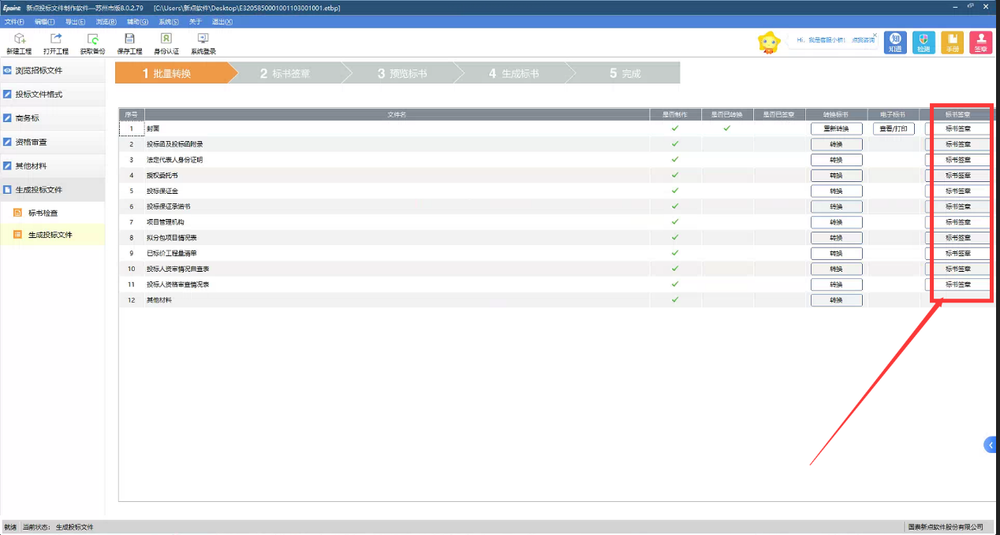 Epoint 新点投标文件制作软件—苏州市版8.0.2.79 [C:\Users\新点软件\Desktop\E3205850001001103001001.etbp]
文件(F) 编辑(T) 导出(E) 浏览(B) 辅助(G) 系统(S) 关于 退出(X)
新建工程 打开工程 获取备份 保存工程 身份认证 系统登录
Hi，我是客服小桥！ 点我咨询
知道 检测 手册 签章
浏览招标文件
投标文件格式
商务标
资格审查
其他材料
生成投标文件
标书检查
生成投标文件
1 批量转换 2 标书签章 3 预览标书 4 生成标书 5 完成
序号 文件名 是否制作 是否已转换 是否已签章 转换标书 电子标书 标书签章
1 封面 重新转换 查看/打印 标书签章
2 投标函及投标函附录 转换 标书签章
3 法定代表人身份证明 转换 标书签章
4 授权委托书 转换 标书签章
5 投标保证金 转换 标书签章
6 投标保证承诺书 转换 标书签章
7 项目管理机构 转换 标书签章
8 拟分包项目情况表 转换 标书签章
9 已标价工程量清单 转换 标书签章
10 投标人资审情况自查表 转换 标书签章
11 投标人资格审查情况表 转换 标书签章
12 其他材料 转换
就绪 当前状态： 生成投标文件 国泰新点软件股份有限公司